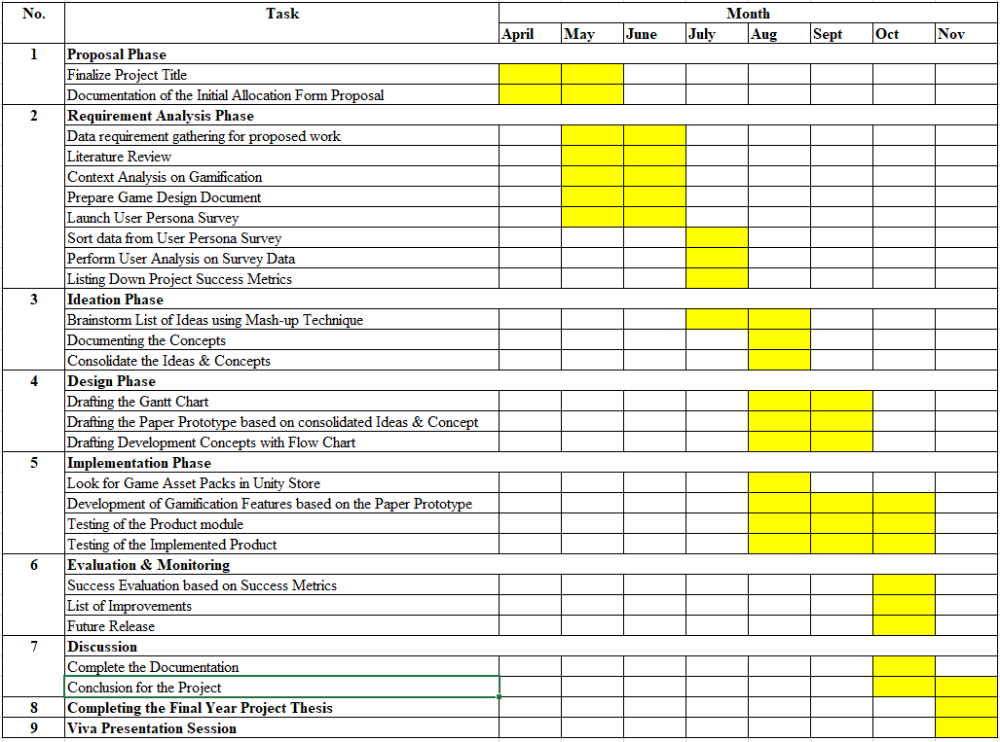 No. Task Month
April May June July Aug Sept Oct Nov
1 Proposal Phase
Finalize Project Title
Documentation of the Initial Allocation Form Proposal
2 Requirement Analysis Phase
Data requirement gathering for proposed work
Literature Review
Context Analysis on Gamification
Prepare Game Design Document
Launch User Persona Survey
Sort data from User Persona Survey
Perform User Analysis on Survey Data
Listing Down Project Success Metrics
3 Ideation Phase
Brainstorm List of Ideas using Mash-up Technique
Documenting the Concepts
Consolidate the Ideas & Concepts
4 Design Phase
Drafting the Gantt Chart
Drafting the Paper Prototype based on consolidated Ideas & Concept
Drafting Development Concepts with Flow Chart
5 Implementation Phase
Look for Game Asset Packs in Unity Store
Development of Gamification Features based on the Paper Prototype
Testing of the Product module
Testing of the Implemented Product
6 Evaluation & Monitoring
Success Evaluation based on Success Metrics
List of Improvements
Future Release
7 Discussion
Complete the Documentation
Conclusion for the Project
8 Completing the Final Year Project Thesis
9 Viva Presentation Session